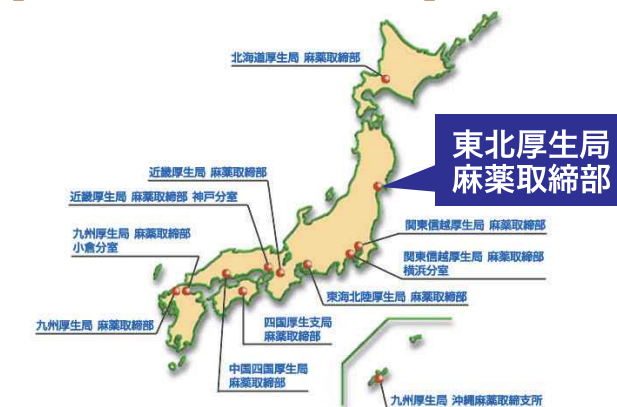 北海道厚生局 麻薬取締部
東北厚生局
麻薬取締部
近畿厚生局 麻薬取締部
近畿厚生局 麻薬取締部 神戸分室
九州厚生局 麻薬取締部
小倉分室
関東信越厚生局 麻薬取締部
関東信越厚生局 麻薬取締部
横浜分室
東海北陸厚生局 麻薬取締部
九州厚生局 麻薬取締部
四国厚生支局
麻薬取締部
中国四国厚生局
麻薬取締部
九州厚生局 沖縄麻薬取締支所